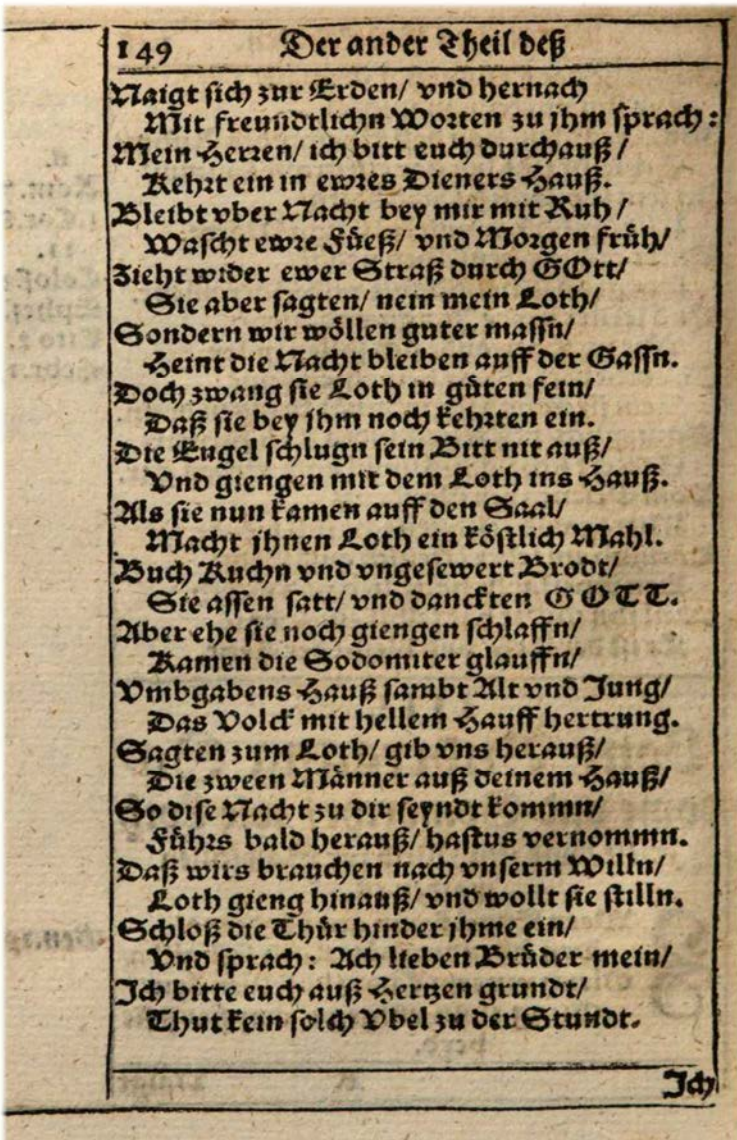 149 Der ander Theil deß
Naigt sich zur Erden/ vnd hernach
Mit freundtlichn Worten zu jhm sprach:
Mein Herren/ ich bitt euch durchauß/
Kehrt ein in ewres Dieners Hauß.
Bleibt vber Nacht bey mir mit Ruh/
Wascht ewre Füeß/ vnd Morgen früh/
Zieht wider ewer Straß durch GOtt/
Sie aber sagten/ nein mein Loth/
Sondern wir wöllen guter massn/
Heint die Nacht bleiben auff der Gassn.
Doch zwang sie Loth in güten fein/
Daß sie bey jhm noch kehrten ein.
Die Engel schlugn sein Bitt nit auß/
Vnd giengen mit dem Loth ins Hauß.
Als sie nun kamen auff den Saal/
Macht jhnen Loth ein köstlich Mahl.
Buch Kuchn vnd vngesewert Brodt/
Sie assen satt/ vnd danckten GOTT.
Aber ehe sie noch giengen schlaffn/
Kamen die Sodomiter glauffn/
Vmbgabens Hauß sambt Alt vnd Jung/
Das Volck mit hellem Hauff hertrung.
Sagten zum Loth/ gib vns herauß/
Die zween Männer auß deinem Hauß/
So dise Nacht zu dir seyndt kommn/
Führs bald herauß/ hastus vernommn.
Daß wirs brauchen nach vnserm Willn/
Loth gieng hinauß/ vnd wollt sie stilln.
Schloß die Thür hinder jhme ein/
Vnd sprach: Ach lieben Brüder mein/
Ich bitte euch auß Hertzen grundt/
Thut kein solch Vbel zu der Stundt.
Ich